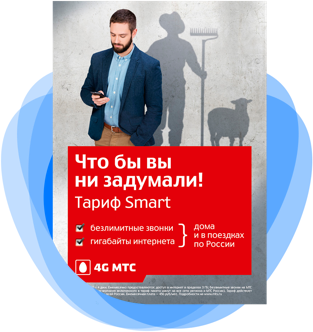 Что бы вы
ни задумали!
Тариф Smart
безлимитные звонки
гигабайты интернета
дома
и в поездках
по России
4G МТС